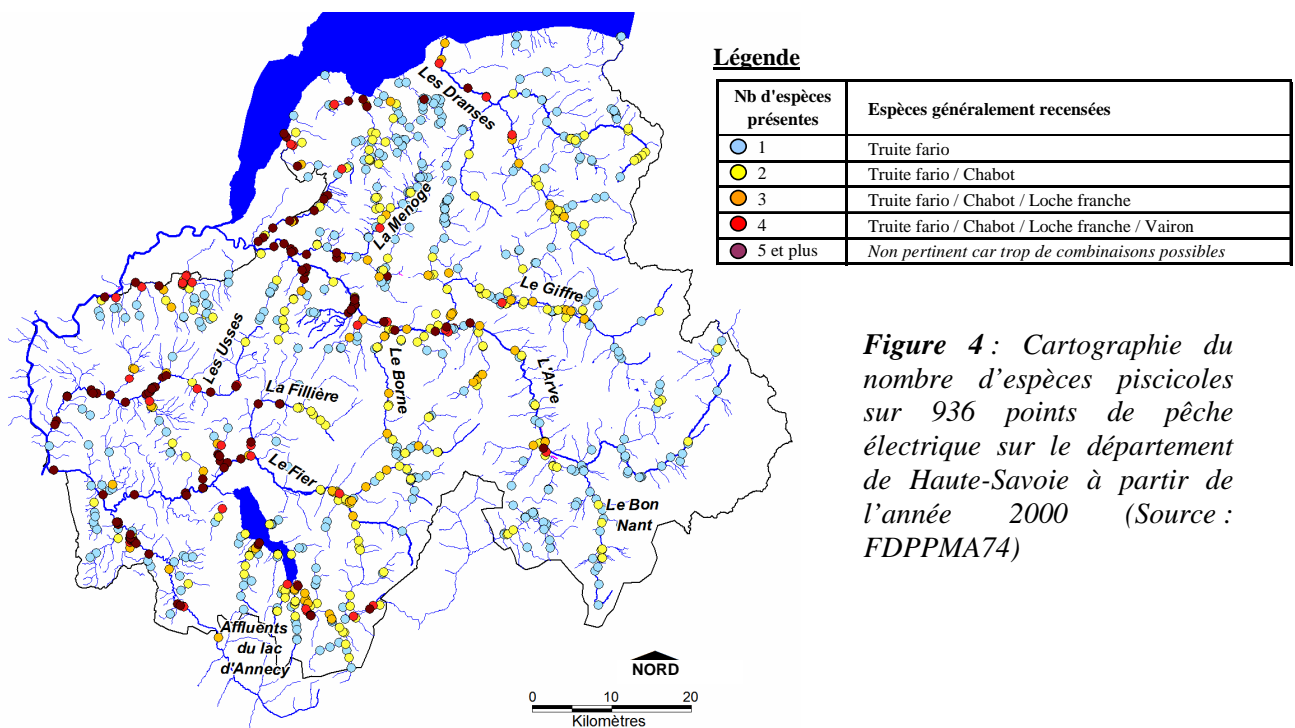 Les Dranses
La Menoge
Le Giffre
Les Usses
Le Borne
L'Arve
La Fillière
Le Fier
Le Bon
Nant
Affluents
du lac
d'Annecy
NORD
0 10 20
Kilomètres
Légende
Nb d'espèces
présentes
Espèces généralement recensées
1 Truite fario
2 Truite fario / Chabot
3 Truite fario / Chabot / Loche franche
4 Truite fario / Chabot / Loche franche / Vairon
5 et plus Non pertinent car trop de combinaisons possibles
Figure 4 : Cartographie du
nombre d'espèces piscicoles
sur 936 points de pêche
électrique sur le département
de Haute-Savoie à partir de
l'année 2000 (Source :
FDPPMA74)